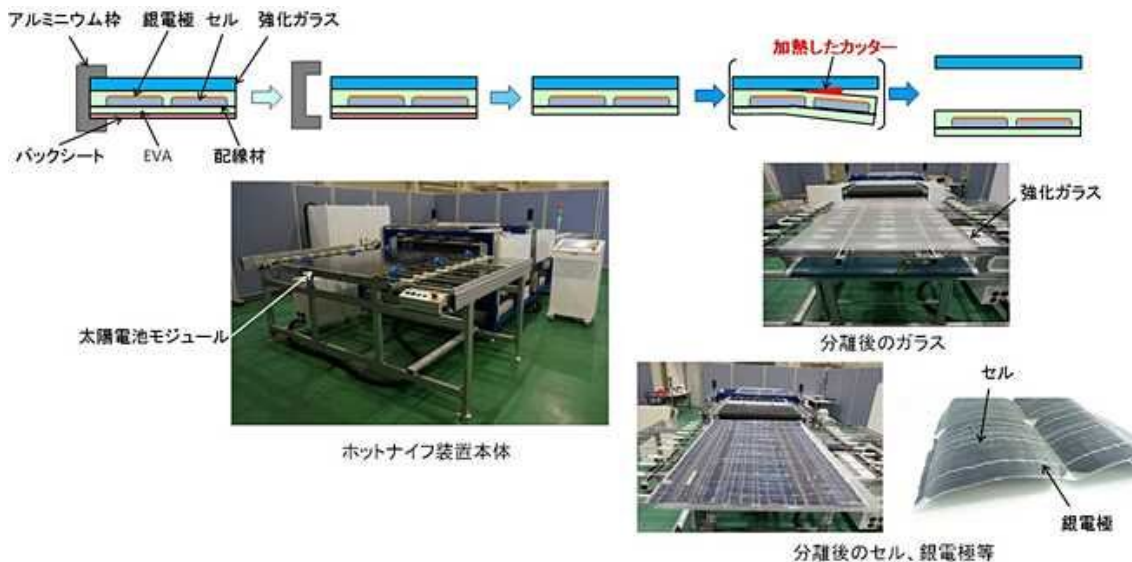 アルミニウム枠
銀電極
セル
強化ガラス
加熱したカッター
バックシート
EVA
配線材
強化ガラス
太陽電池モジュール
分離後のガラス
セル
ホットナイフ装置本体
銀電極
分離後のセル、銀電極等